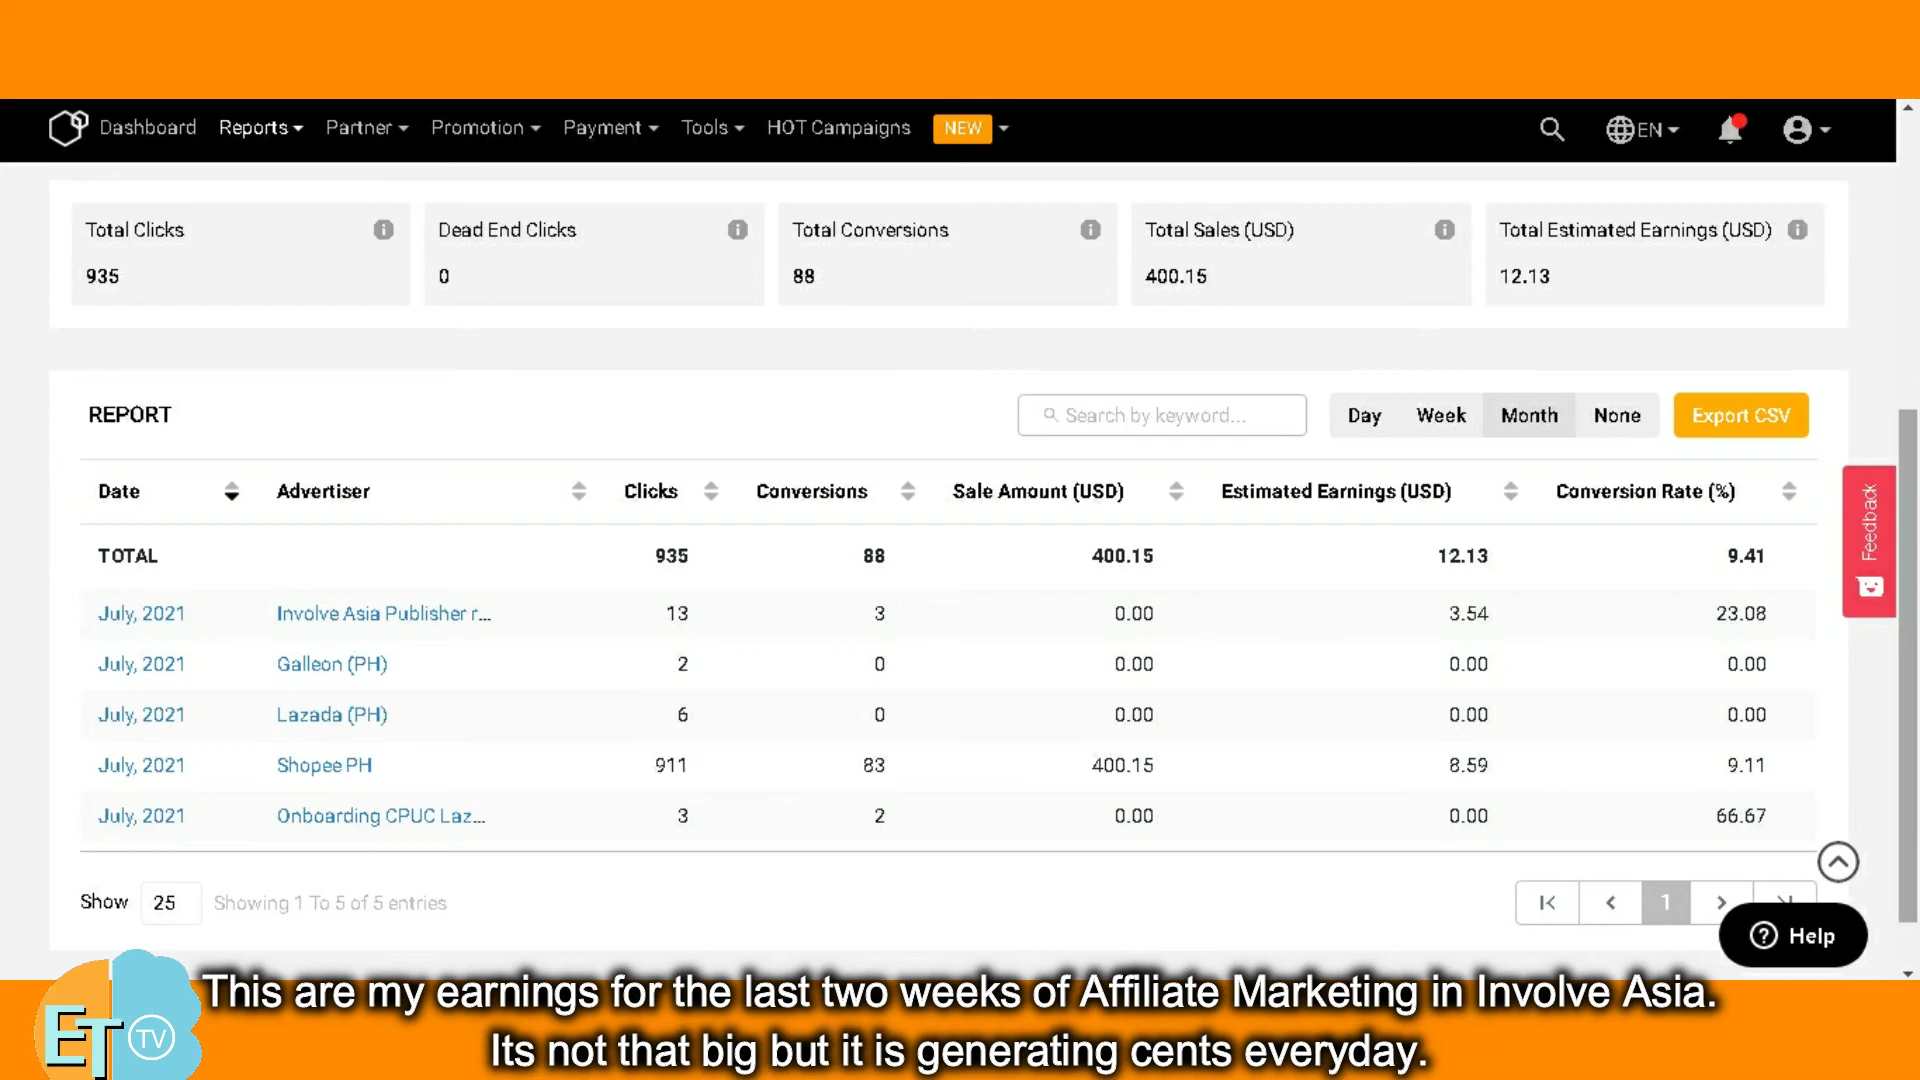 Dashboard Reports Partner Promotion Payment Tools HOT Campaigns NEW EN
Total Clicks Dead End Clicks Total Conversions Total Sales (USD) Total Estimated Earnings (USD)
935 0 88 400.15 12.13
REPORT Search by keyword... Day Week Month None Export CSV
Date Advertiser Clicks Conversions Sale Amount (USD) Estimated Earnings (USD) Conversion Rate (%)
TOTAL 935 88 400.15 12.13 9.41
July, 2021 Involve Asia Publisher r... 13 3 0.00 3.54 23.08
July, 2021 Galleon (PH) 2 0 0.00 0.00 0.00
July, 2021 Lazada (PH) 6 0 0.00 0.00 0.00
July, 2021 Shopee PH 911 83 400.15 8.59 9.11
July, 2021 Onboarding CPUC Laz... 3 2 0.00 0.00 66.67
Feedback
Show 25 Showing 1 To 5 of 5 entries 1
Help
This are my earnings for the last two weeks of Affiliate Marketing in Involve Asia.
Its not that big but it is generating cents everyday.
ET TV